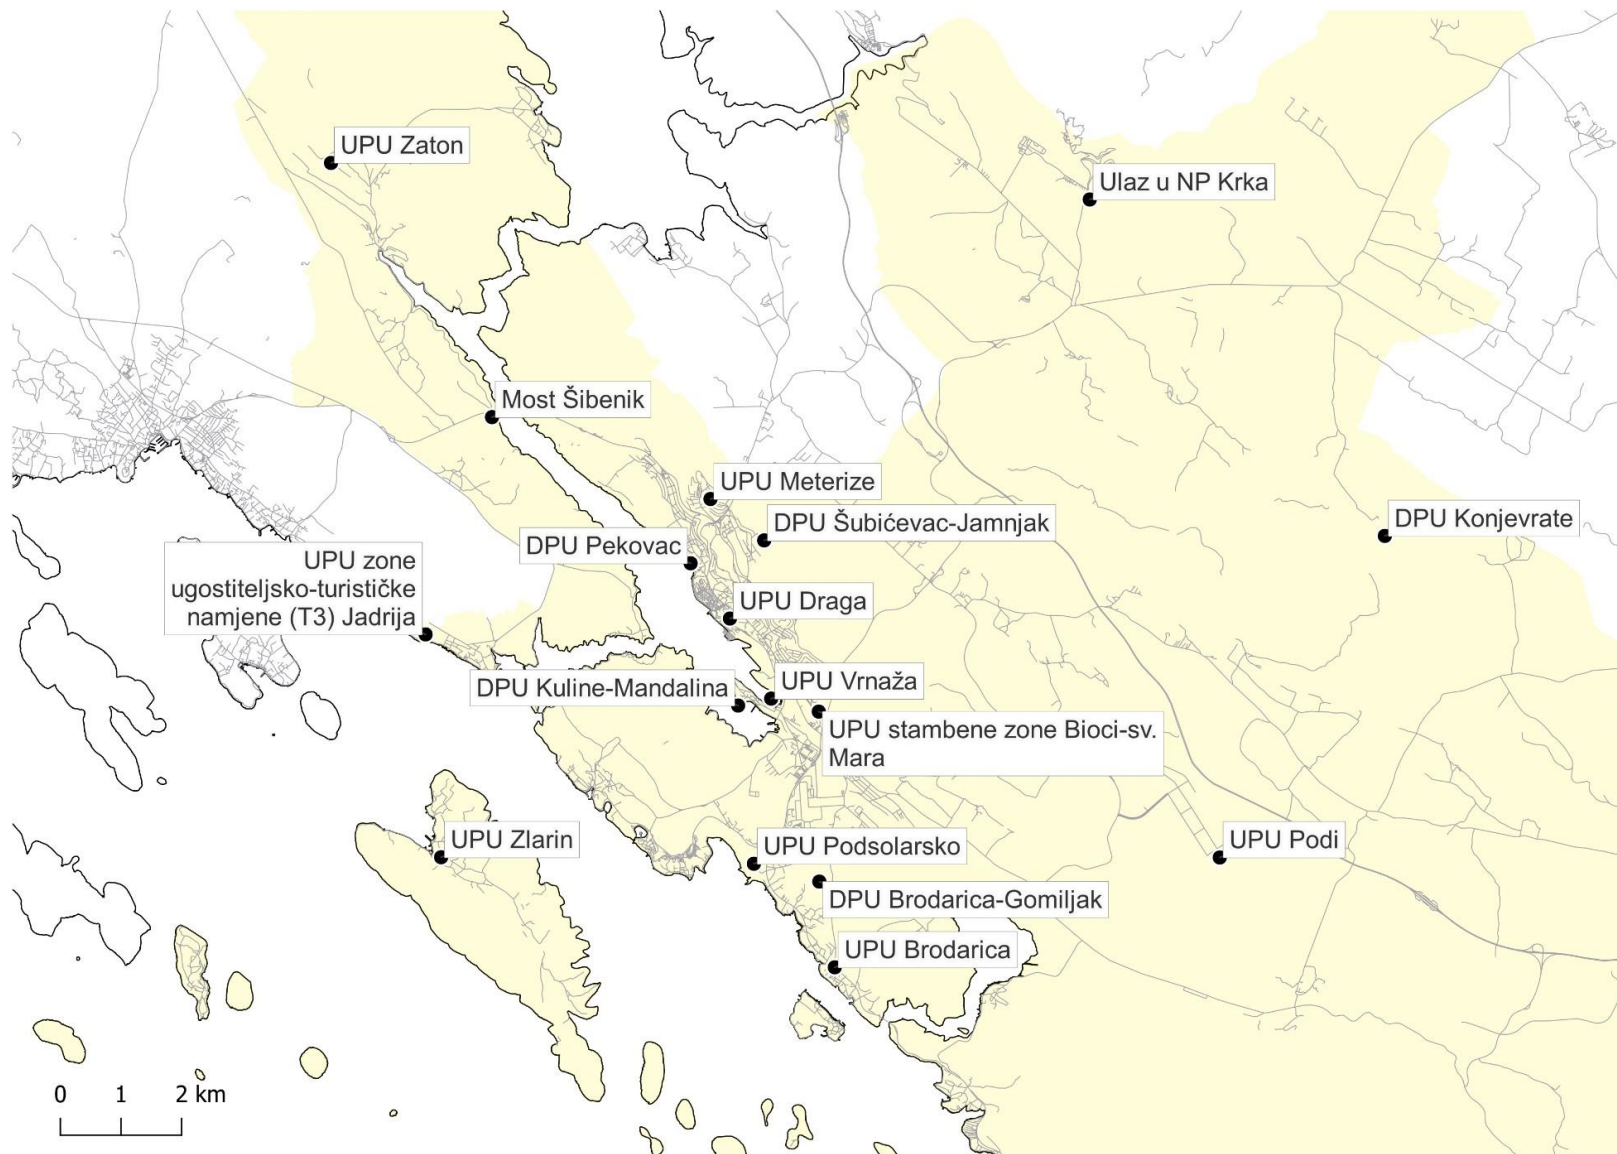 UPU Zaton
Ulaz u NP Krka
Most Šibenik
UPU Meterize
DPU Šubićevac-Jamnjak
DPU Konjevrate
DPU Pekovac
UPU zone
ugostiteljsko-turističke
namjene (T3) Jadrija
UPU Draga
UPU Vrnaža
DPU Kuline-Mandalina
UPU stambene zone Bioci-sv.
Mara
UPU Zlarin
UPU Podsolarsko
UPU Podi
DPU Brodarica-Gomiljak
UPU Brodarica
0 1 2 km